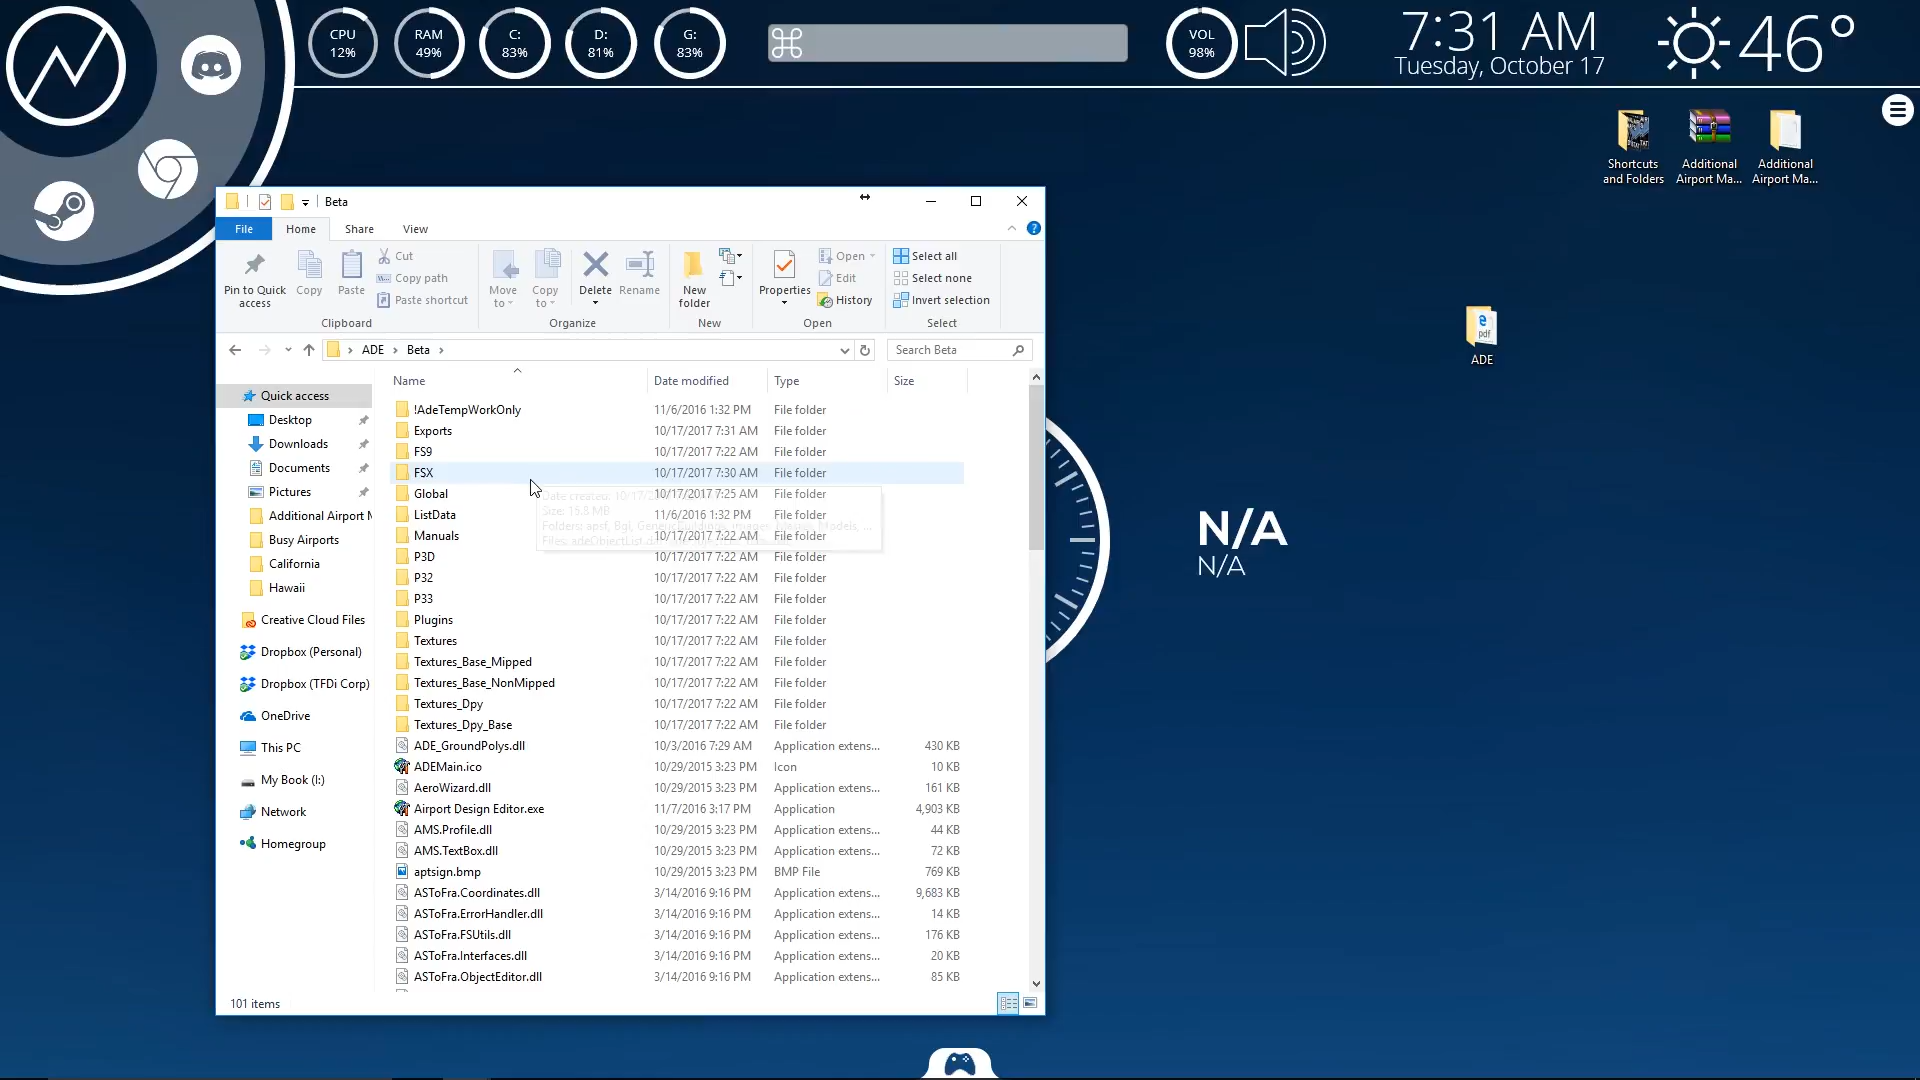 CPU
12%
RAM
49%
C:
83%
D:
81%
G:
83%
VOL
98%
7:31 AM
Tuesday, October 17
46°
Shortcuts
and Folders
Additional
Airport Ma...
Additional
Airport Ma...
ADE
N/A
N/A
Beta
File Home Share View
Pin to Quick
access
Copy
Paste
Cut
Copy path
Paste shortcut
Clipboard
Move
to
Copy
to
Delete
Rename
Organize
New
folder
New
Properties
Open
Edit
History
Open
Select all
Select none
Invert selection
Select
ADE Beta
Search Beta
Quick access
Desktop
Downloads
Documents
Pictures
Additional Airport M
Busy Airports
California
Hawaii
Creative Cloud Files
Dropbox (Personal)
Dropbox (TFDi Corp)
OneDrive
This PC
My Book (I:)
Network
Homegroup
Name Date modified Type Size
!AdeTempWorkOnly 11/6/2016 1:32 PM File folder
Exports 10/17/2017 7:31 AM File folder
FS9 10/17/2017 7:22 AM File folder
FSX 10/17/2017 7:30 AM File folder
Global 10/17/2017 7:25 AM File folder
ListData 11/6/2016 1:32 PM File folder
Manuals 10/17/2017 7:22 AM File folder
P3D 10/17/2017 7:22 AM File folder
P32 10/17/2017 7:22 AM File folder
P33 10/17/2017 7:22 AM File folder
Plugins 10/17/2017 7:22 AM File folder
Textures 10/17/2017 7:22 AM File folder
Textures_Base_Mipped 10/17/2017 7:22 AM File folder
Textures_Base_NonMipped 10/17/2017 7:22 AM File folder
Textures_Dpy 10/17/2017 7:22 AM File folder
Textures_Dpy_Base 10/17/2017 7:22 AM File folder
ADE_GroundPolys.dll 10/3/2016 7:29 AM Application extens... 430 KB
ADEMain.ico 10/29/2015 3:23 PM Icon 10 KB
AeroWizard.dll 10/29/2015 3:23 PM Application extens... 161 KB
Airport Design Editor.exe 11/7/2016 3:17 PM Application 4,903 KB
AMS.Profile.dll 10/29/2015 3:23 PM Application extens... 44 KB
AMS.TextBox.dll 10/29/2015 3:23 PM Application extens... 72 KB
aptsign.bmp 10/29/2015 3:23 PM BMP File 769 KB
ASToFra.Coordinates.dll 3/14/2016 9:16 PM Application extens... 9,683 KB
ASToFra.ErrorHandler.dll 3/14/2016 9:16 PM Application extens... 14 KB
ASToFra.FSUtils.dll 3/14/2016 9:16 PM Application extens... 176 KB
ASToFra.Interfaces.dll 3/14/2016 9:16 PM Application extens... 20 KB
ASToFra.ObjectEditor.dll 3/14/2016 9:16 PM Application extens... 85 KB
Date created:
Size: 16.8 MB
Folders: apsf, Bgl,
101 items
pdf